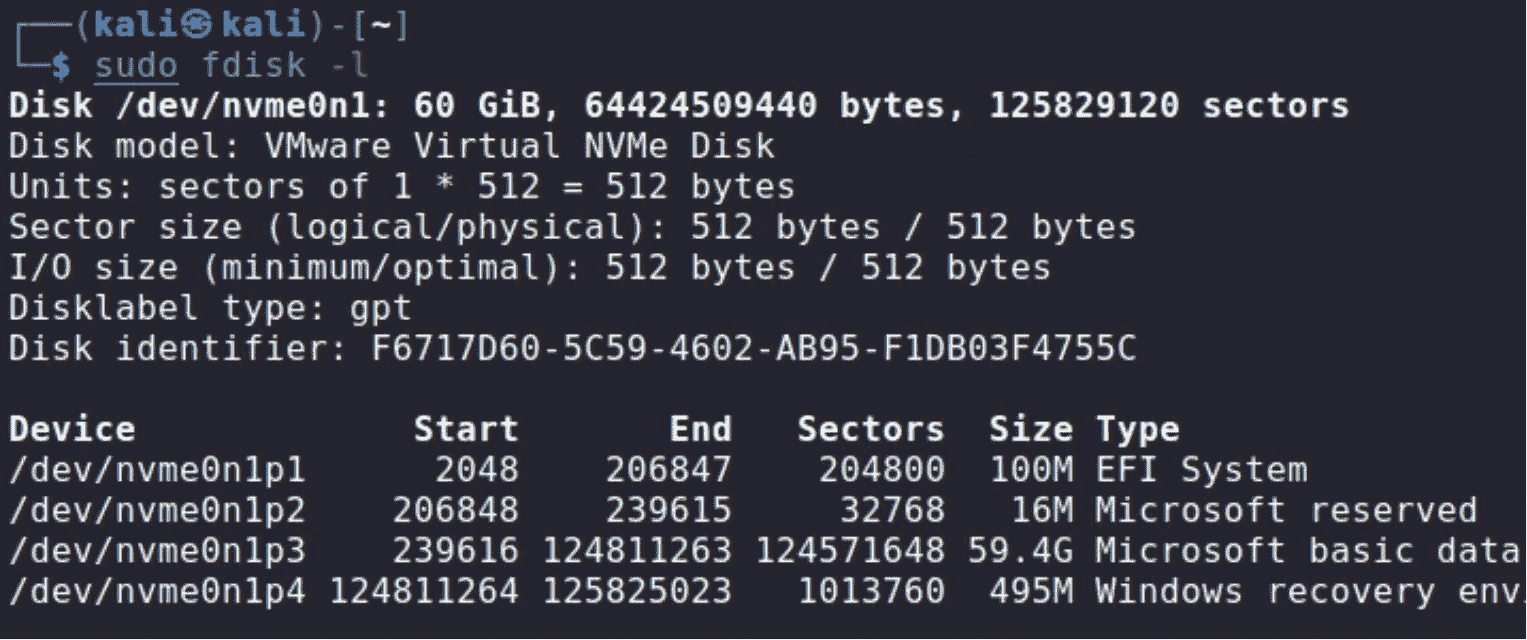 ┌──(kali㉿kali)-[~]
└─$ sudo fdisk -l
Disk /dev/nvme0n1: 60 GiB, 64424509440 bytes, 125829120 sectors
Disk model: VMware Virtual NVMe Disk
Units: sectors of 1 * 512 = 512 bytes
Sector size (logical/physical): 512 bytes / 512 bytes
I/O size (minimum/optimal): 512 bytes / 512 bytes
Disklabel type: gpt
Disk identifier: F6717D60-5C59-4602-AB95-F1DB03F4755C
Device Start End Sectors Size Type
/dev/nvme0n1p1 2048 206847 204800 100M EFI System
/dev/nvme0n1p2 206848 239615 32768 16M Microsoft reserved
/dev/nvme0n1p3 239616 124811263 124571648 59.4G Microsoft basic data
/dev/nvme0n1p4 124811264 125825023 1013760 495M Windows recovery env